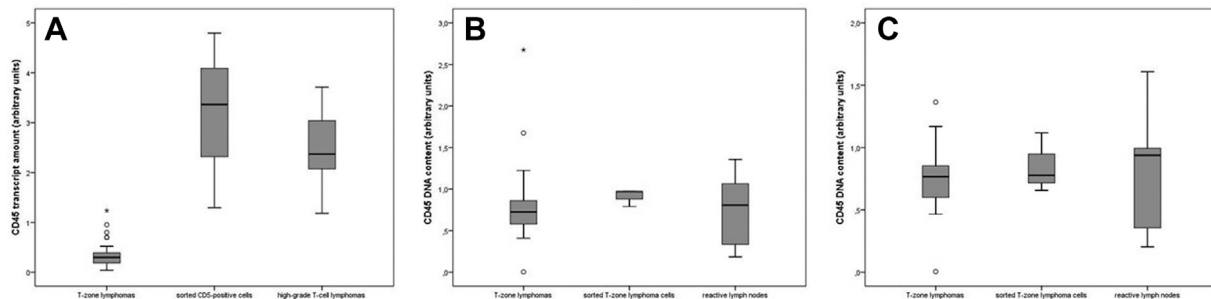 A
CD45 transcript amount (arbitrary units)
5
4
3
2
1
0
T-zone lymphomas
sorted CD5-positive cells
high-grade T-cell lymphomas
B
CD45 DNA content (arbitrary units)
3,0
2,5
2,0
1,5
1,0
,5
,0
T-zone lymphomas
sorted T-zone lymphoma cells
reactive lymph nodes
C
CD45 DNA content (arbitrary units)
2,0
1,5
1,0
,5
,0
T-zone lymphomas
sorted T-zone lymphoma cells
reactive lymph nodes